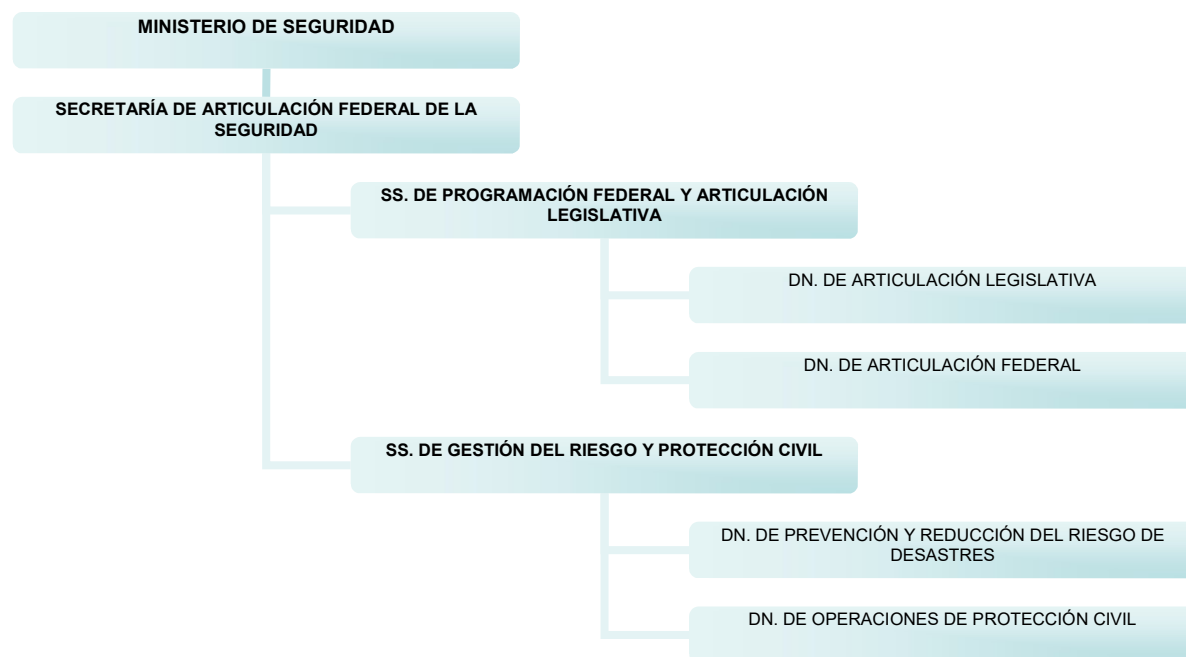 MINISTERIO DE SEGURIDAD
SECRETARÍA DE ARTICULACIÓN FEDERAL DE LA
SEGURIDAD
SS. DE PROGRAMACIÓN FEDERAL Y ARTICULACIÓN
LEGISLATIVA
DN. DE ARTICULACIÓN LEGISLATIVA
DN. DE ARTICULACIÓN FEDERAL
SS. DE GESTIÓN DEL RIESGO Y PROTECCIÓN CIVIL
DN. DE PREVENCIÓN Y REDUCCIÓN DEL RIESGO DE
DESASTRES
DN. DE OPERACIONES DE PROTECCIÓN CIVIL